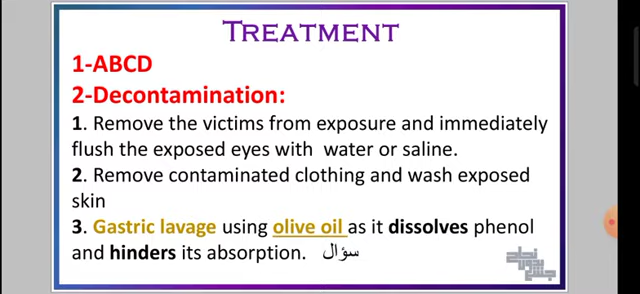 TREATMENT
1-ABCD
2-Decontamination:
1. Remove the victims from exposure and immediately
flush the exposed eyes with water or saline.
2. Remove contaminated clothing and wash exposed
skin
3. Gastric lavage using olive oil as it dissolves phenol
and hinders its absorption. سؤال